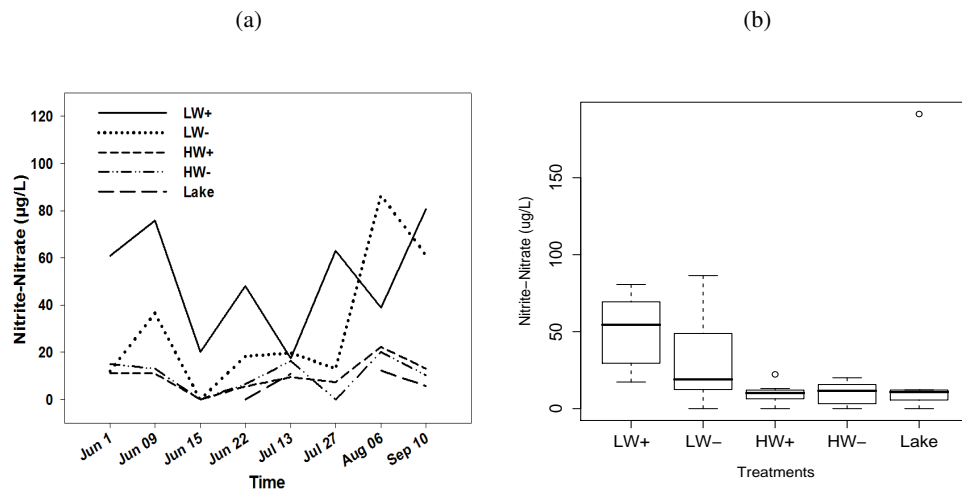 (a)
(b)
Nitrite-Nitrate (µg/L)
120
100
80
60
40
20
0
LW+
LW-
HW+
HW-
Lake
Jun 1
Jun 09
Jun 15
Jun 22
Jul 13
Jul 27
Aug 06
Sep 10
Time
Nitrite−Nitrate (ug/L)
150
100
50
0
LW+
LW−
HW+
HW−
Lake
Treatments